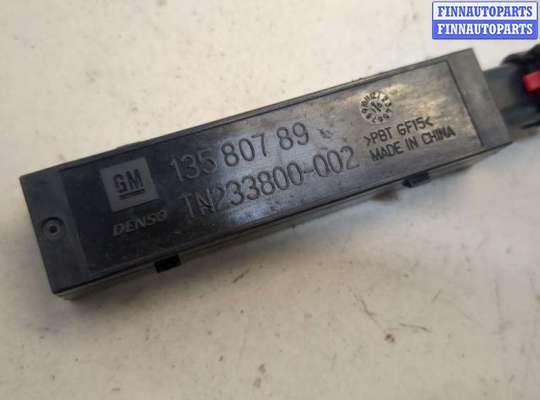 FINNAUTOPARTS
FINNAUTOPARTS
GM
135 807 89
DENSO
TN233800-002
>PBT GF15<
MADE IN CHINA